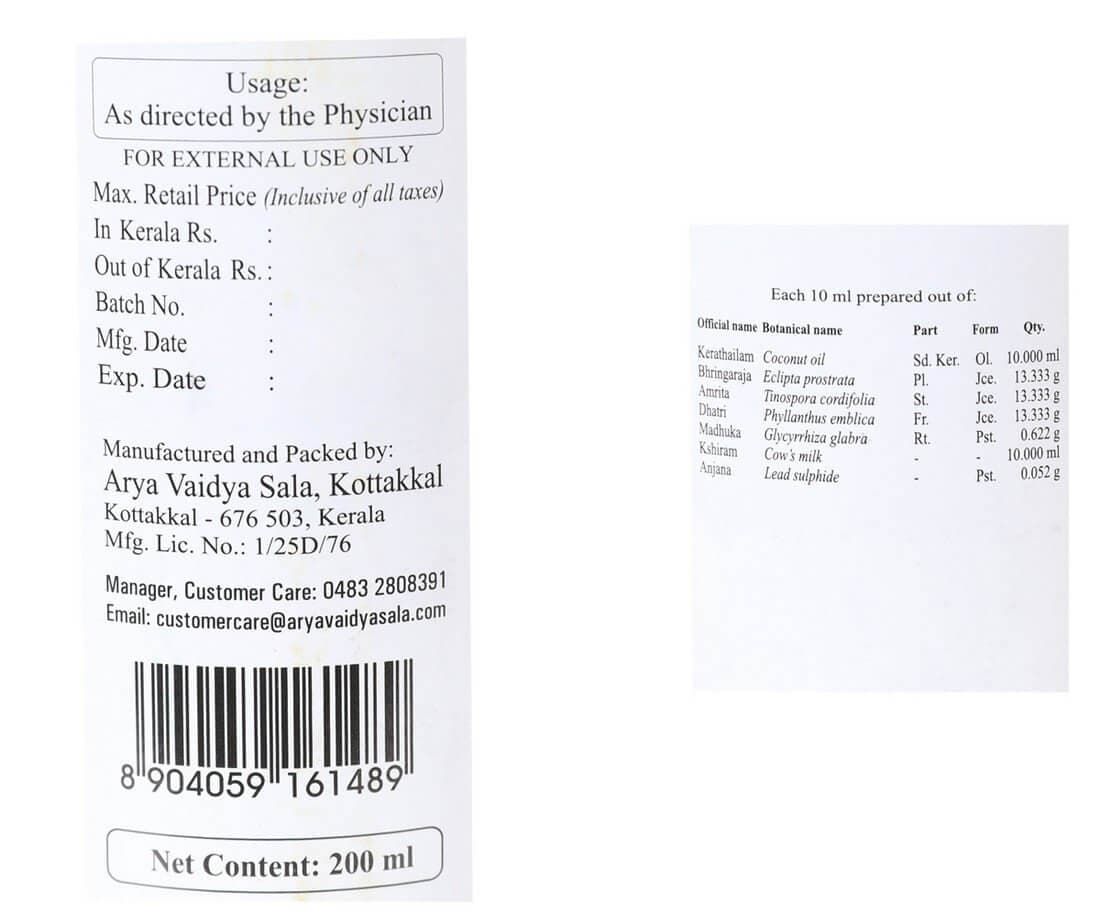 Usage:
As directed by the Physician
FOR EXTERNAL USE ONLY
Max. Retail Price (Inclusive of all taxes)
In Kerala Rs. :
Out of Kerala Rs. :
Batch No. :
Mfg. Date :
Exp. Date :
Manufactured and Packed by:
Arya Vaidya Sala, Kottakkal
Kottakkal - 676 503, Kerala
Mfg. Lic. No.: 1/25D/76
Manager, Customer Care: 0483 2808391
Email: customercare@aryavaidyasala.com
8 904059 161489
Net Content: 200 ml
Each 10 ml prepared out of:
Official name Botanical name Part Form Qty.
Kerathailam Coconut oil Sd. Ker. Ol. 10.000 ml
Bhringaraja Eclipta prostrata Pl. Jce. 13.333 g
Amrita Tinospora cordifolia St. Jce. 13.333 g
Dhatri Phyllanthus emblica Fr. Jce. 13.333 g
Madhuka Glycyrrhiza glabra Rt. Pst. 0.622 g
Kshiram Cow's milk - - 10.000 ml
Anjana Lead sulphide - Pst. 0.052 g